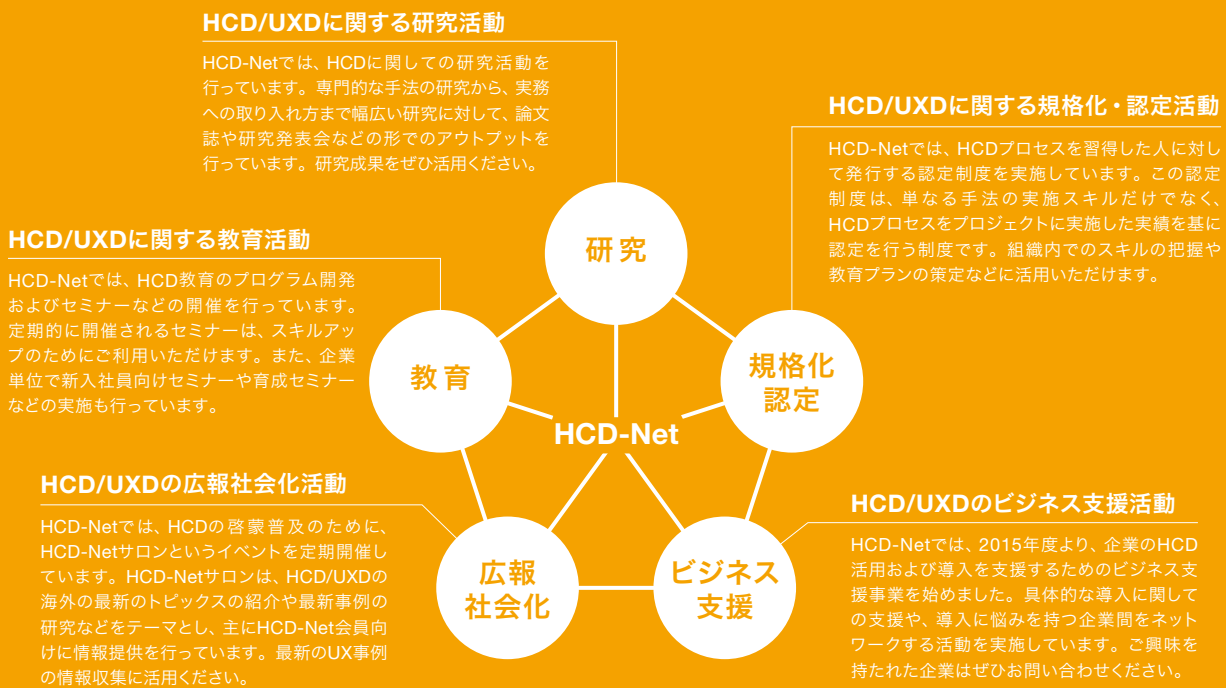 HCD/UXDに関する研究活動
HCD-Netでは、HCDに関しての研究活動を
行っています。専門的な手法の研究から、実務
への取り入れ方まで幅広い研究に対して、論文
誌や研究発表会などの形でのアウトプットを
行っています。研究成果をぜひ活用ください。
HCD/UXDに関する規格化・認定活動
HCD-Netでは、HCDプロセスを習得した人に対し
て発行する認定制度を実施しています。この認定
制度は、単なる手法の実施スキルだけでなく、
HCDプロセスをプロジェクトに実施した実績を基に
認定を行う制度です。組織内でのスキルの把握や
教育プランの策定などに活用いただけます。
HCD/UXDに関する教育活動
HCD-Netでは、HCD教育のプログラム開発
およびセミナーなどの開催を行っています。
定期的に開催されるセミナーは、スキルアッ
プのためにご利用いただけます。また、企業
単位で新入社員向けセミナーや育成セミナー
などの実施も行っています。
研究
教育
規格化
認定
HCD-Net
広報
社会化
ビジネス
支援
HCD/UXDの広報社会化活動
HCD-Netでは、HCDの啓蒙普及のために、
HCD-Netサロンというイベントを定期開催し
ています。HCD-Netサロンは、HCD/UXDの
海外の最新のトピックスの紹介や最新事例の
研究などをテーマとし、主にHCD-Net会員向
けに情報提供を行っています。最新のUX事例
の情報収集に活用ください。
HCD/UXDのビジネス支援活動
HCD-Netでは、2015年度より、企業のHCD
活用および導入を支援するためのビジネス支
援事業を始めました。具体的な導入に関して
の支援や、導入に悩みを持つ企業間をネット
ワークする活動を実施しています。ご興味を
持たれた企業はぜひお問い合わせください。